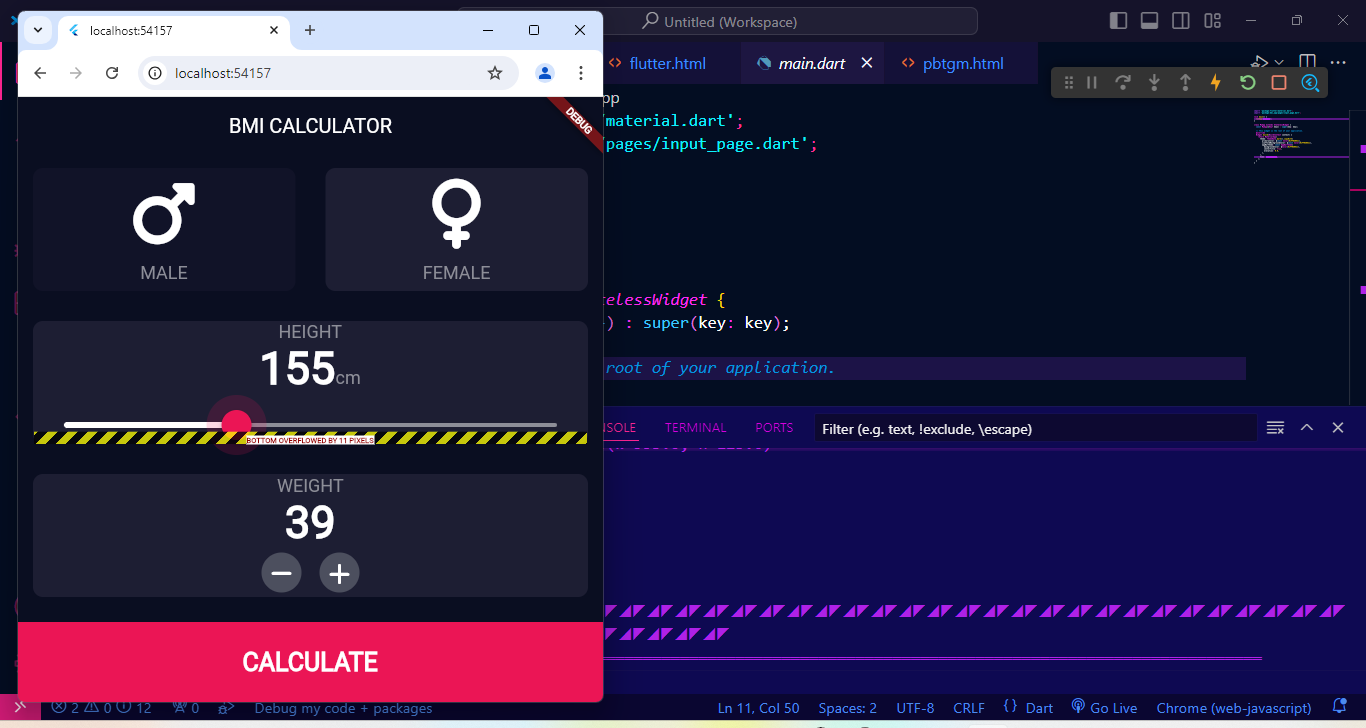 localhost:54157
localhost:54157
DEBUG
BMI CALCULATOR
MALE
FEMALE
HEIGHT
155cm
BOTTOM OVERFLOWED BY 11 PIXELS
WEIGHT
39
CALCULATE
Untitled (Workspace)
flutter.html
main.dart
pbtgm.html
pp
/material.dart';
/pages/input_page.dart';
telessWidget {
) : super(key: key);
root of your application.
NSOLE
TERMINAL
PORTS
Filter (e.g. text, !exclude, \escape)
2 0 12
0
Debug my code + packages
Ln 11, Col 50
Spaces: 2
UTF-8
CRLF
{ } Dart
Go Live
Chrome (web-javascript)